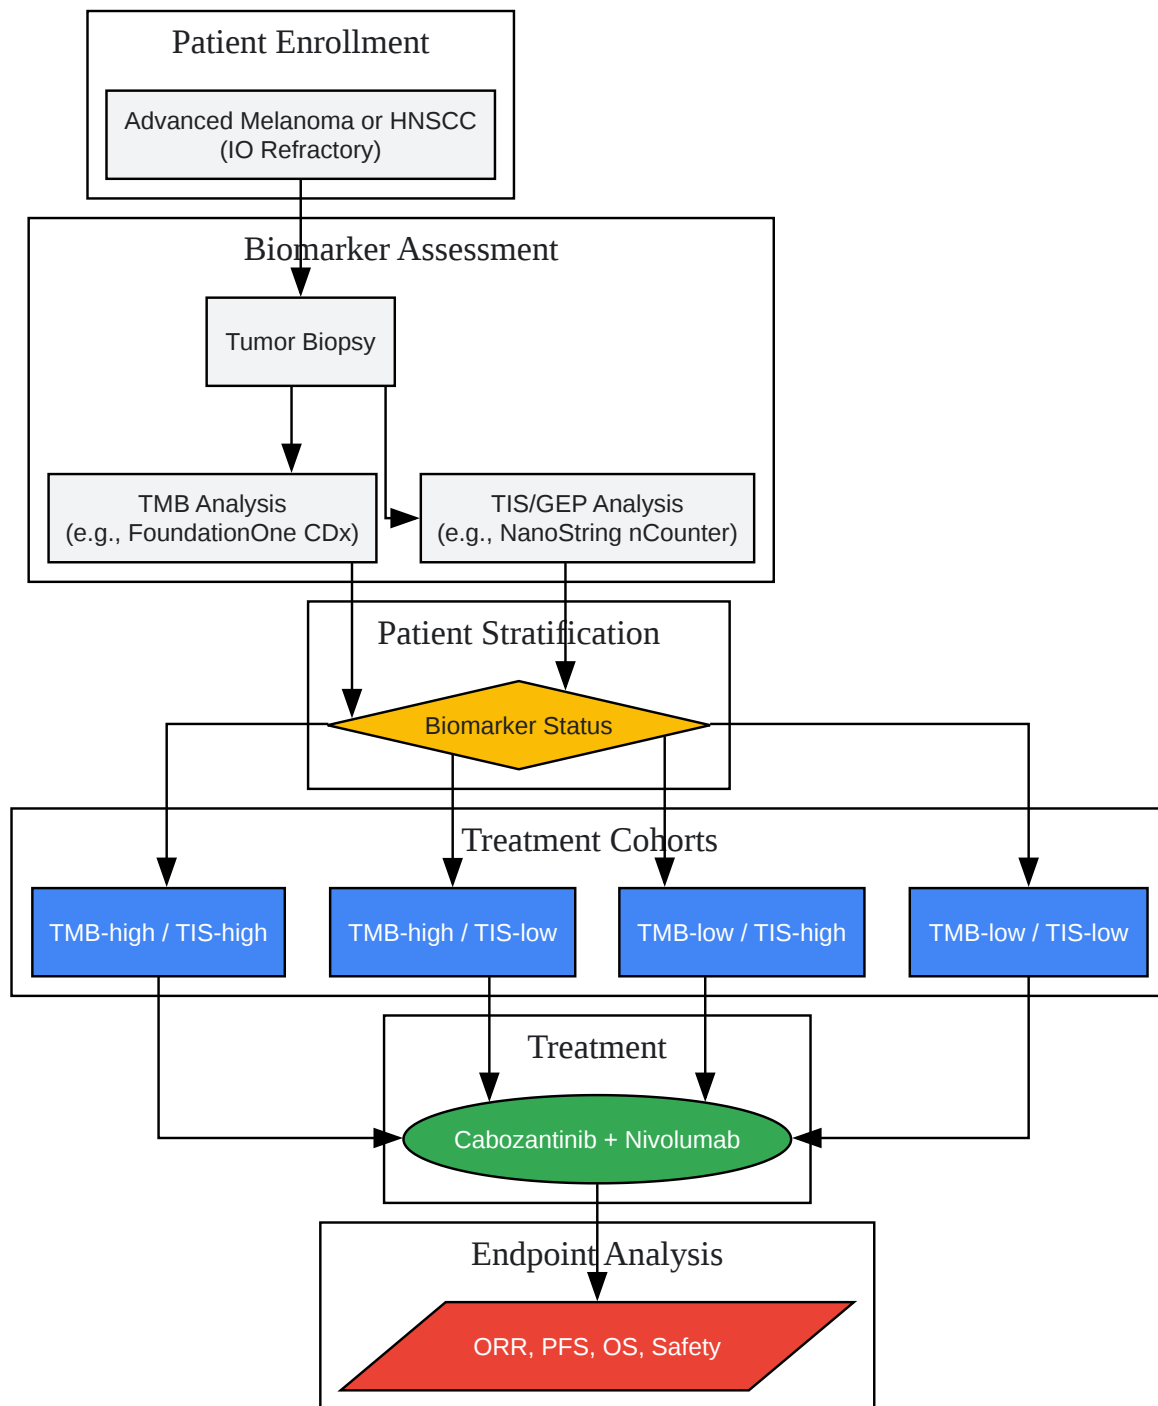 Patient Enrollment
Advanced Melanoma or HNSCC
(IO Refractory)
Biomarker Assessment
Tumor Biopsy
TMB Analysis
(e.g., FoundationOne CDx)
TIS/GEP Analysis
(e.g., NanoString nCounter)
Patient Stratification
Biomarker Status
Treatment Cohorts
TMB-high / TIS-high
TMB-high / TIS-low
TMB-low / TIS-high
TMB-low / TIS-low
Treatment
Cabozantinib + Nivolumab
Endpoint Analysis
ORR, PFS, OS, Safety